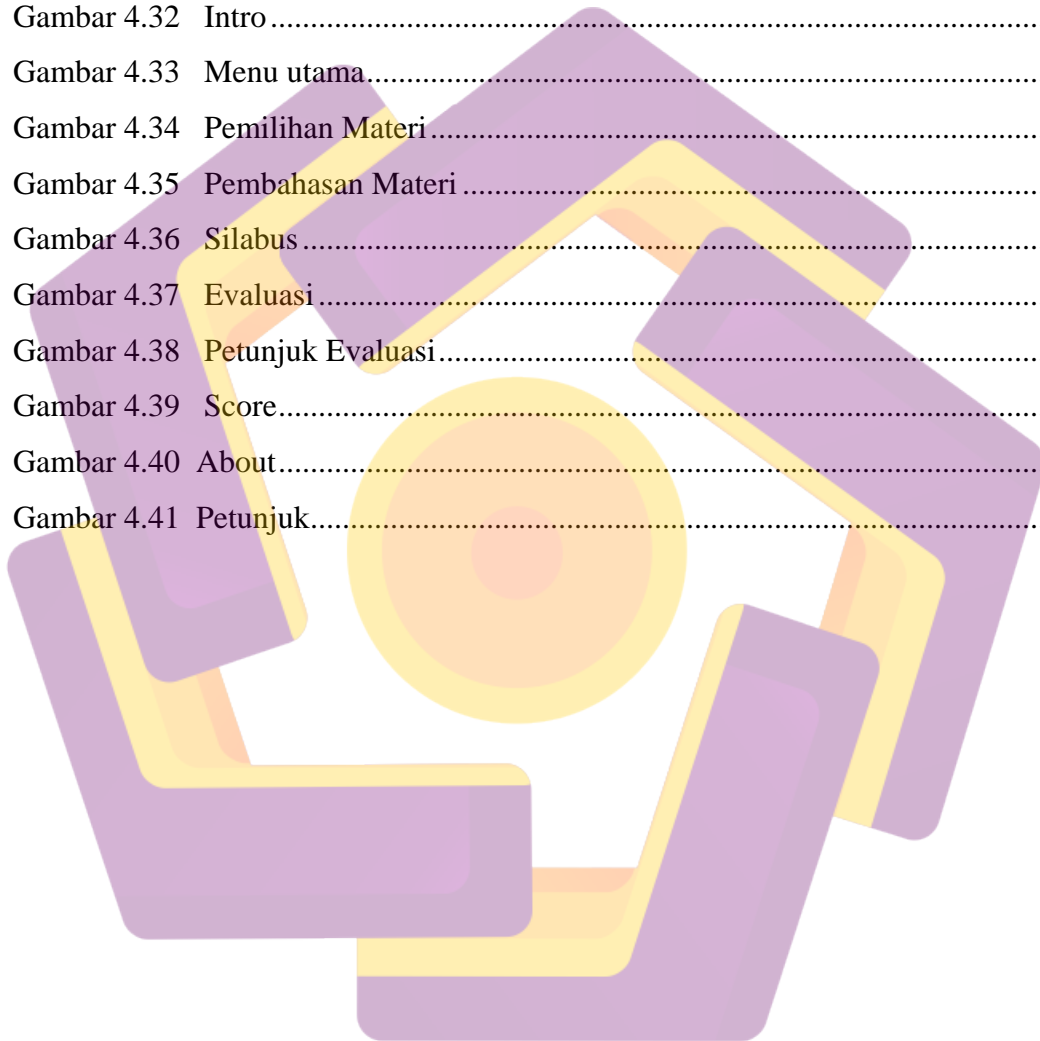 Gambar 4.32 Intro................................................................................................
Gambar 4.33 Menu utama....................................................................................
Gambar 4.34 Pemilihan Materi............................................................................
Gambar 4.35 Pembahasan Materi........................................................................
Gambar 4.36 Silabus............................................................................................
Gambar 4.37 Evaluasi..........................................................................................
Gambar 4.38 Petunjuk Evaluasi...........................................................................
Gambar 4.39 Score...............................................................................................
Gambar 4.40 About..............................................................................................
Gambar 4.41 Petunjuk..........................................................................................